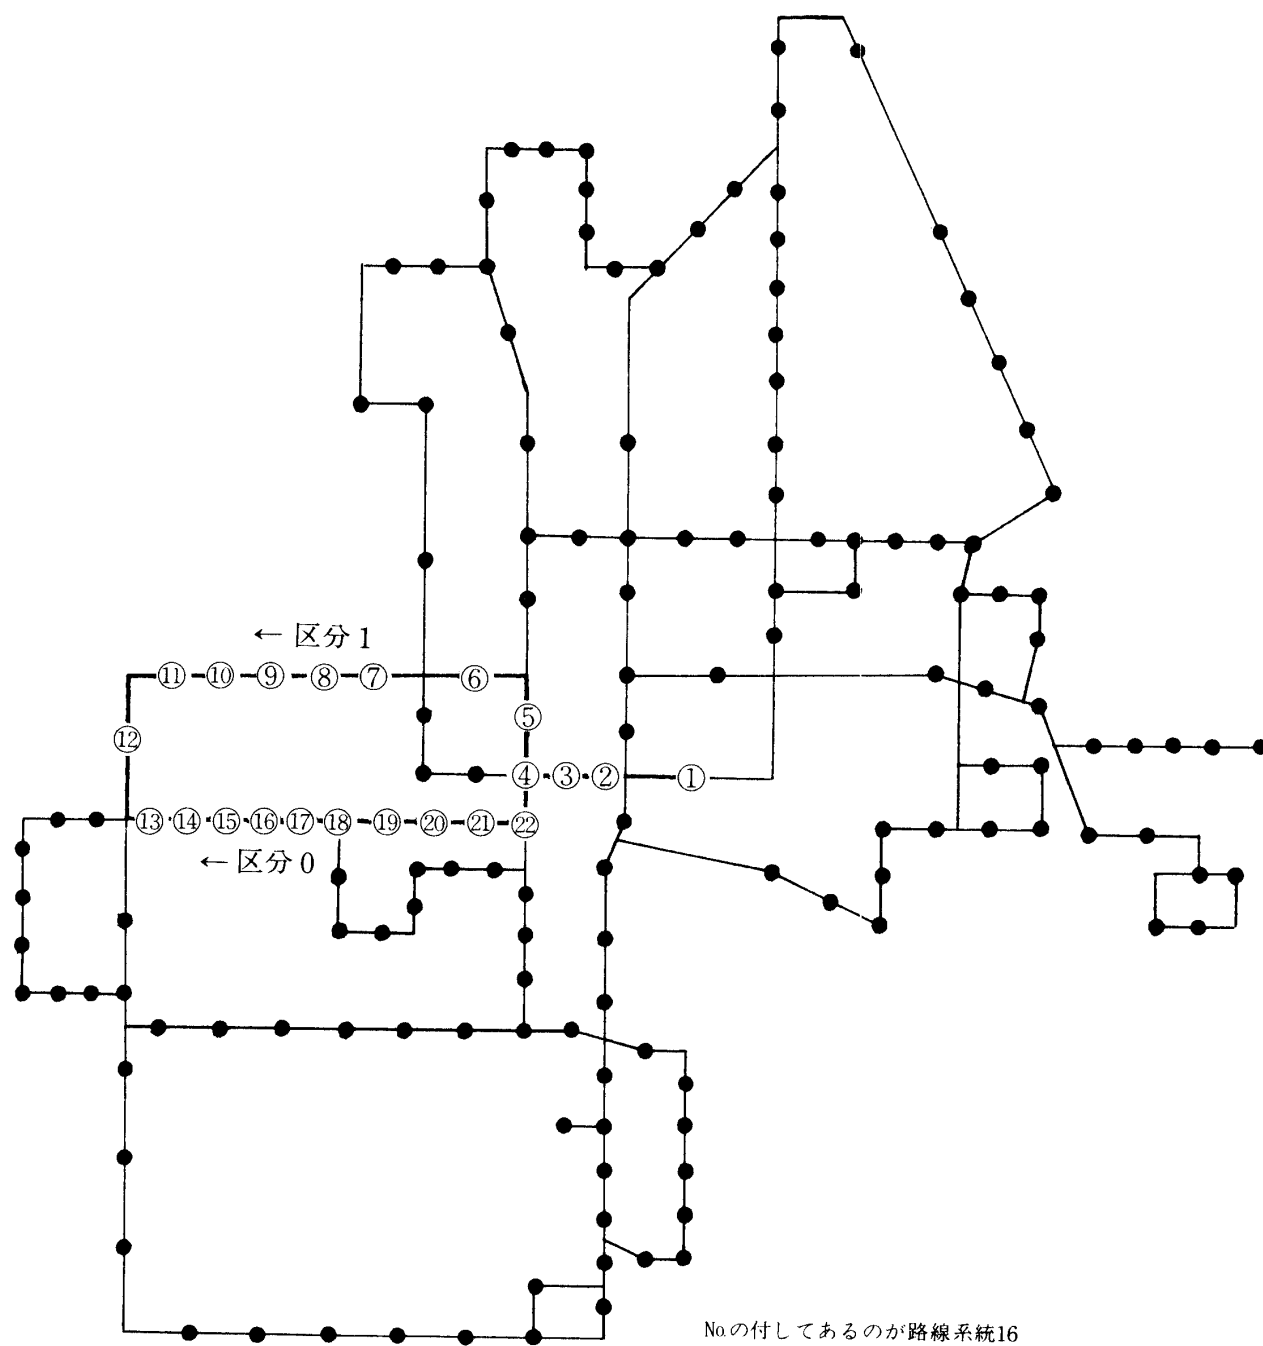 ← 区分1
⑪ ⑩ ⑨ ⑧ ⑦ ⑥
⑤
⑫
④ ③ ② ①
⑬ ⑭ ⑮ ⑯ ⑰ ⑱ ⑲ ⑳ ㉑ ㉒
← 区分0
No.の付してあるのが路線系統16